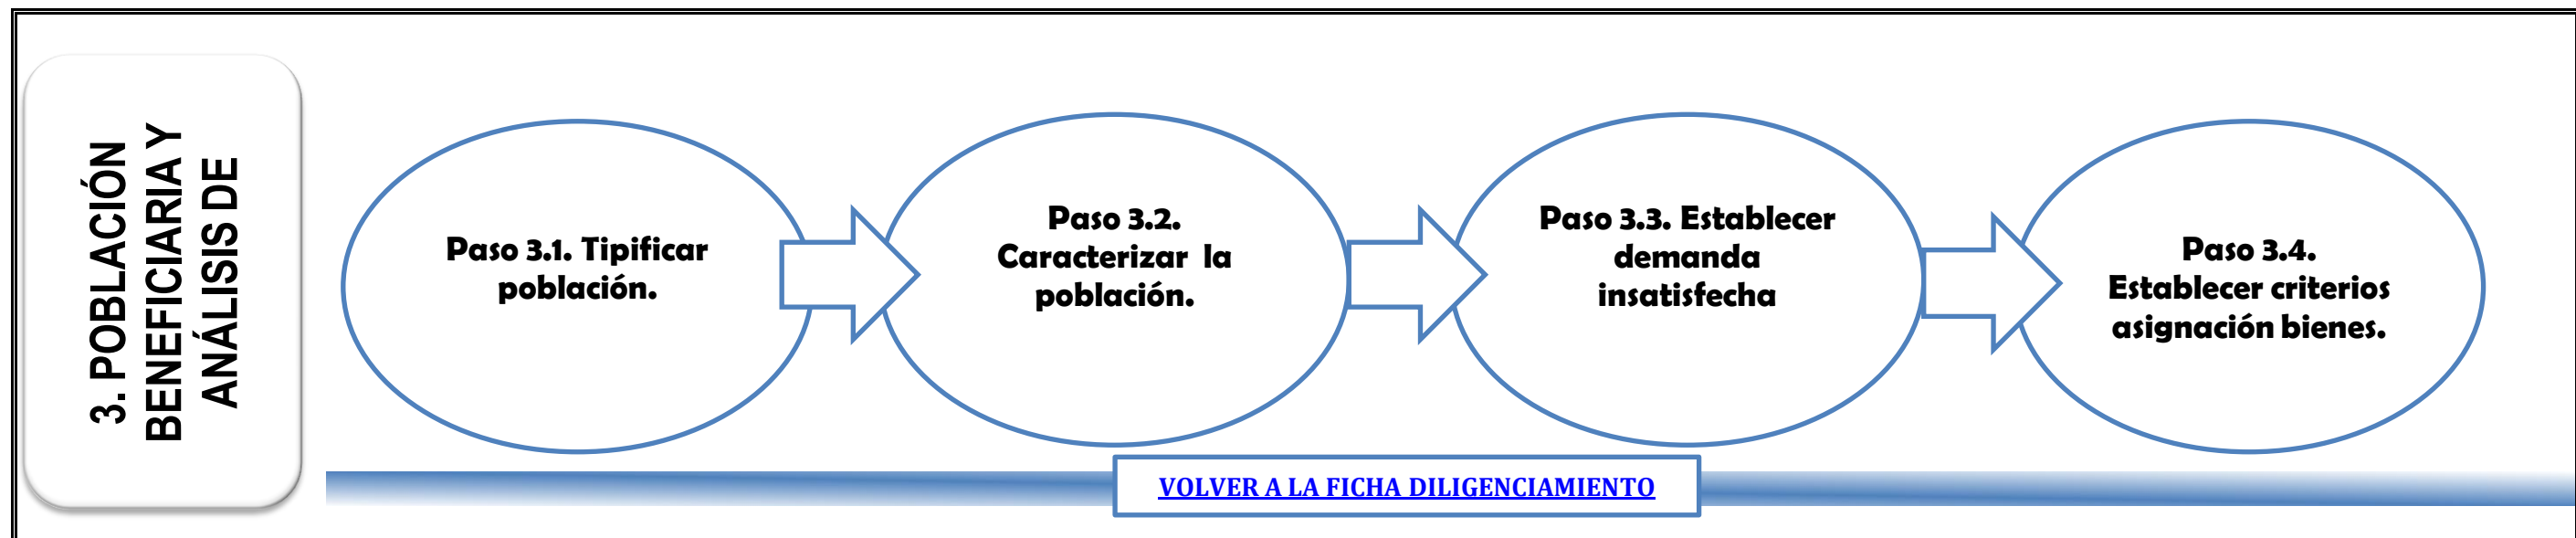 3. POBLACIÓN
BENEFICIARIA Y
ANÁLISIS DE
Paso 3.1. Tipificar
población.
Paso 3.2.
Caracterizar la
población.
Paso 3.3. Establecer
demanda
insatisfecha
Paso 3.4.
Establecer criterios
asignación bienes.
VOLVER A LA FICHA DILIGENCIAMIENTO